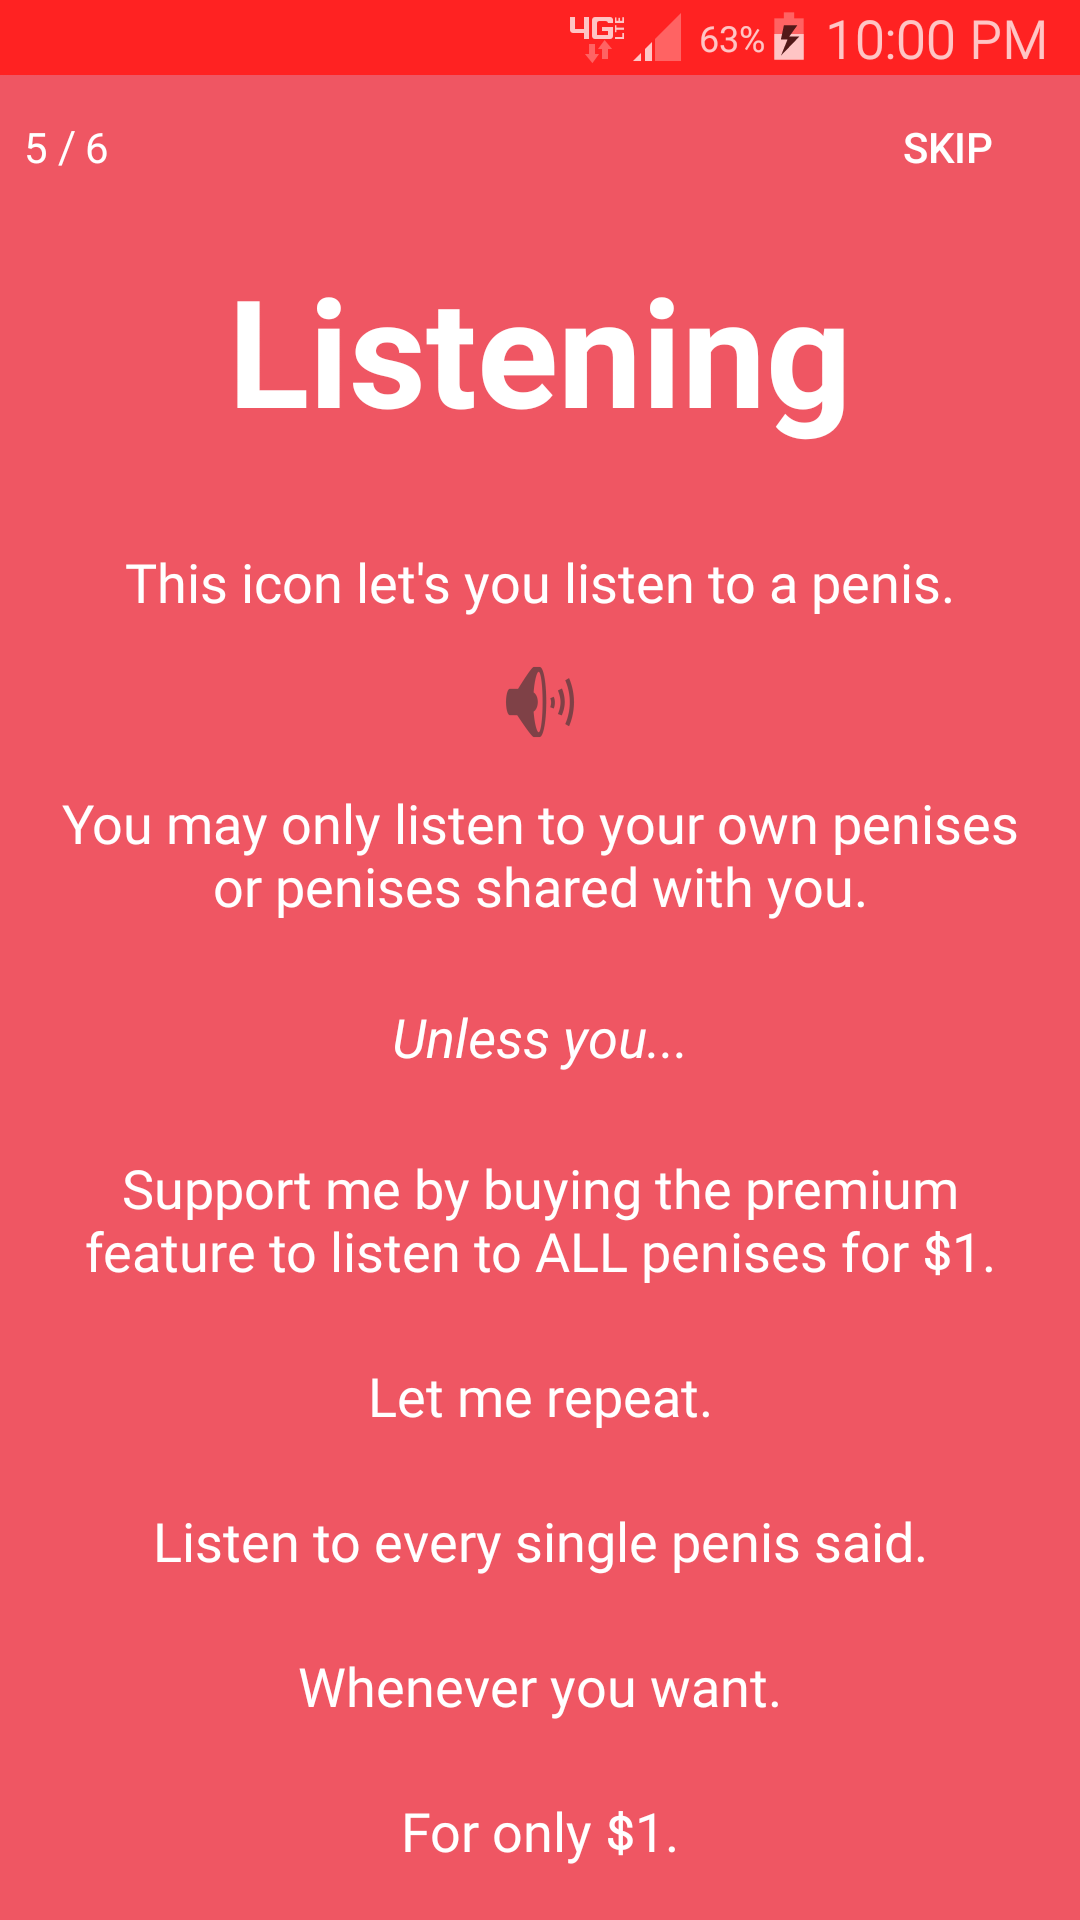 4G LTE 63% 10:00 PM
5 / 6 SKIP
Listening
This icon let's you listen to a penis.
You may only listen to your own penises
or penises shared with you.
Unless you...
Support me by buying the premium
feature to listen to ALL penises for $1.
Let me repeat.
Listen to every single penis said.
Whenever you want.
For only $1.